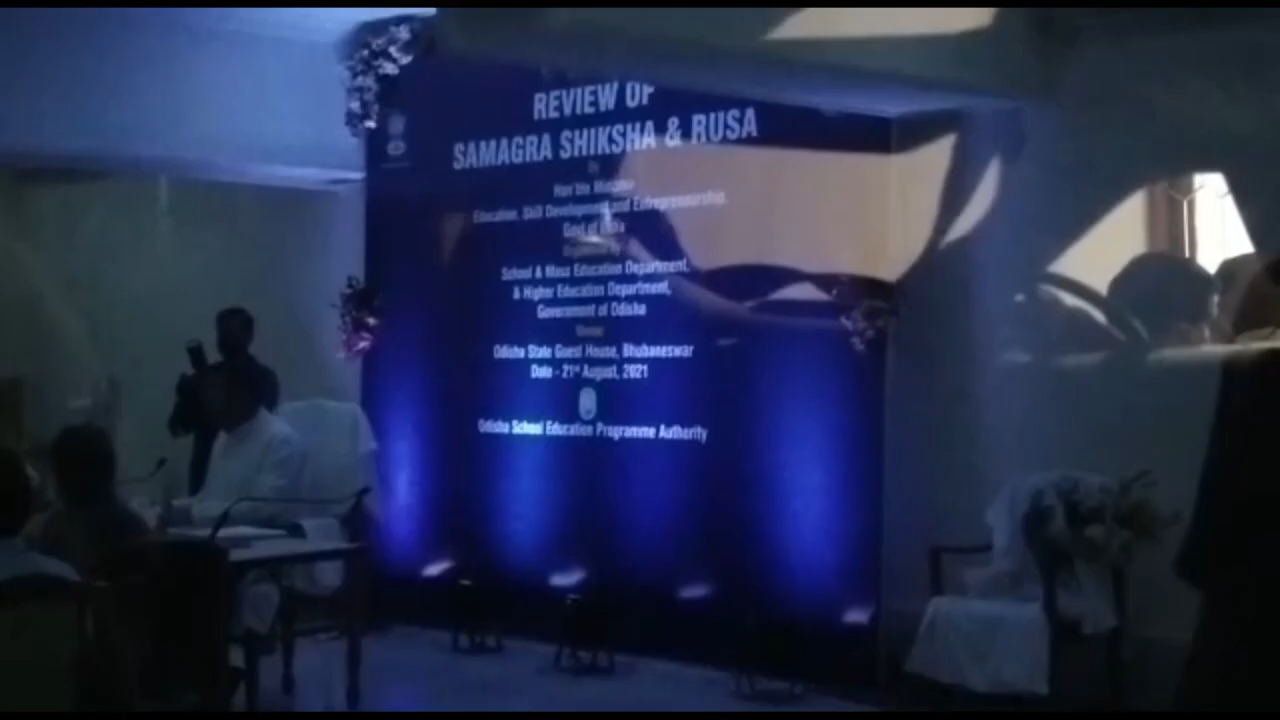 REVIEW OF
SAMAGRA SHIKSHA & RUSA
by
Hon'ble Minister
Education, Skill Development and Entrepreneurship,
Govt of India
School & Mass Education Department,
& Higher Education Department,
Government of Odisha
Venue
Odisha State Guest House, Bhubaneswar
Date - 21st August, 2021
Odisha School Education Programme Authority